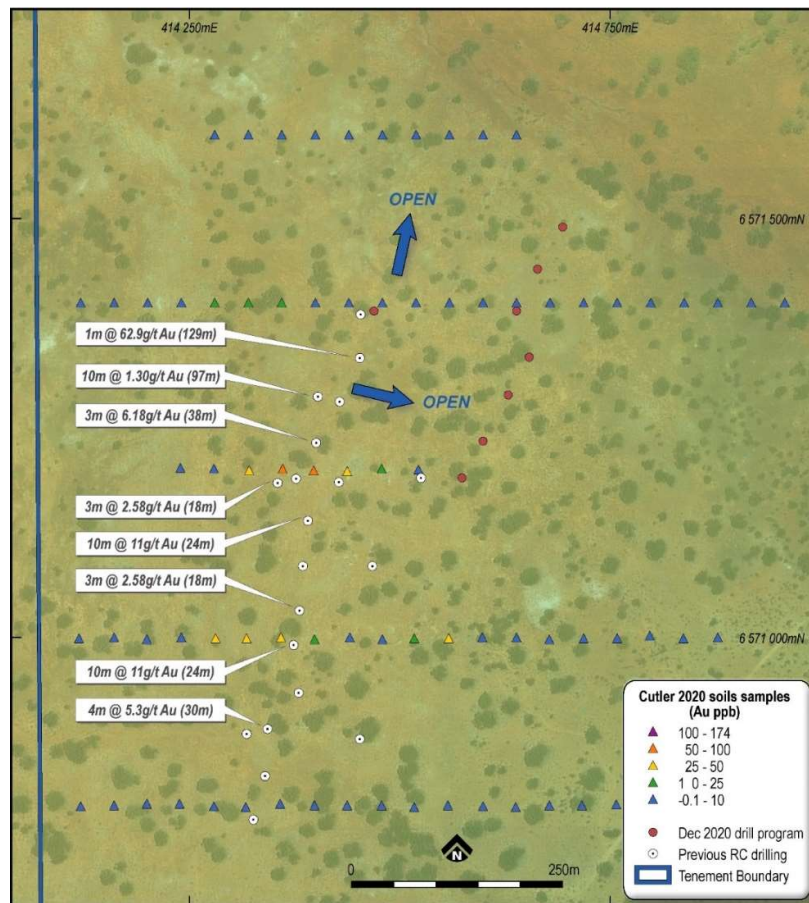 414 250mE
414 750mE
OPEN
6 571 500mN
1m @ 62.9g/t Au (129m)
10m @ 1.30g/t Au (97m)
OPEN
3m @ 6.18g/t Au (38m)
3m @ 2.58g/t Au (18m)
10m @ 11g/t Au (24m)
3m @ 2.58g/t Au (18m)
6 571 000mN
10m @ 11g/t Au (24m)
4m @ 5.3g/t Au (30m)
Cutler 2020 soils samples
(Au ppb)
100 - 174
50 - 100
25 - 50
1 0 - 25
-0.1 - 10
Dec 2020 drill program
Previous RC drilling
Tenement Boundary
N
0
250m